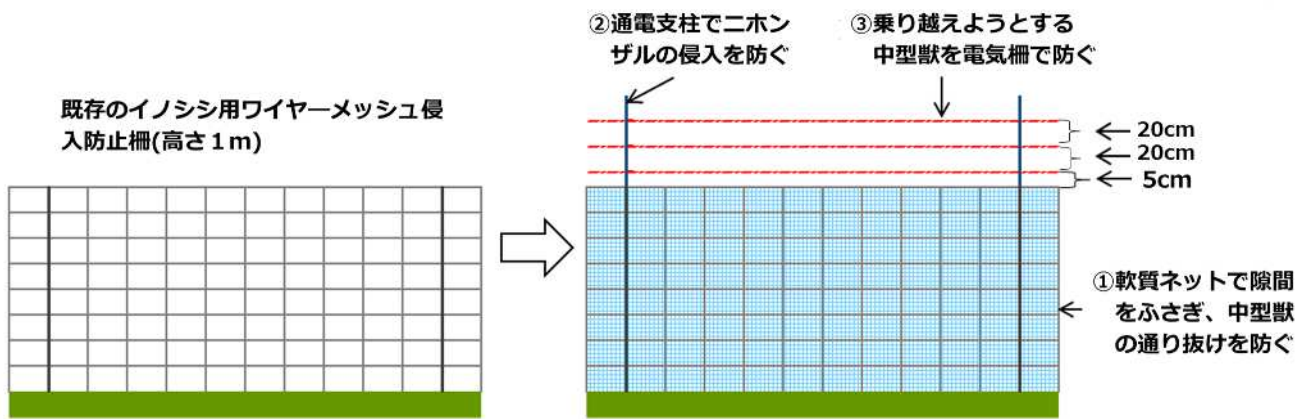 ②通電支柱でニホン
ザルの侵入を防ぐ
③乗り越えようとする
中型獣を電気柵で防ぐ
既存のイノシシ用ワイヤーメッシュ侵
入防止柵(高さ１ｍ)
20cm
20cm
5cm
①軟質ネットで隙間
をふさぎ、中型獣
の通り抜けを防ぐ